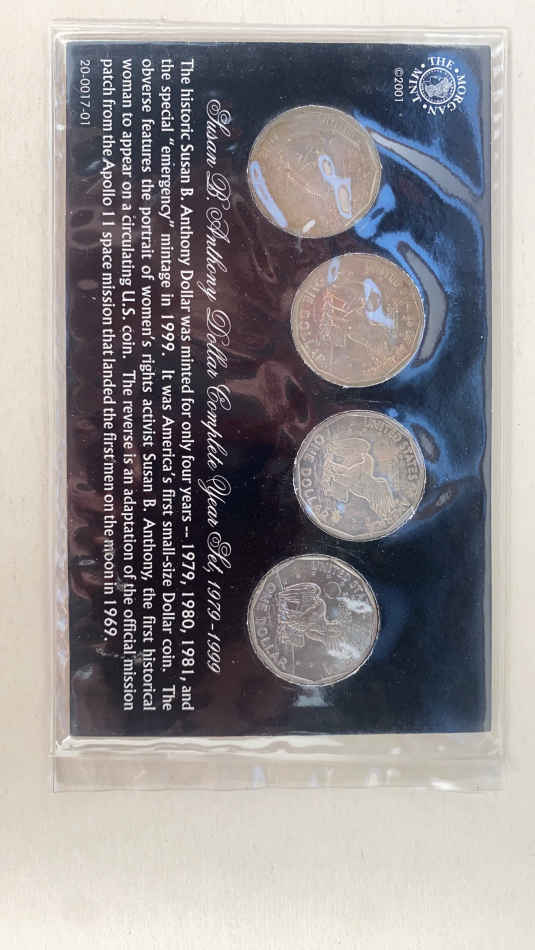 THE • MORGAN • MINT •
©2001
UNITED STATES
ONE DOLLAR
UNITED STATES
ONE DOLLAR
Susan B. Anthony Dollar Complete Year Set, 1979-1999
The historic Susan B. Anthony Dollar was minted for only four years -- 1979, 1980, 1981, and
the special "emergency" mintage in 1999. It was America's first small-size Dollar coin. The
obverse features the portrait of women's rights activist Susan B. Anthony, the first historical
woman to appear on a circulating U.S. coin. The reverse is an adaptation of the official mission
patch from the Apollo 11 space mission that landed the first men on the moon in 1969.
20-0017-01